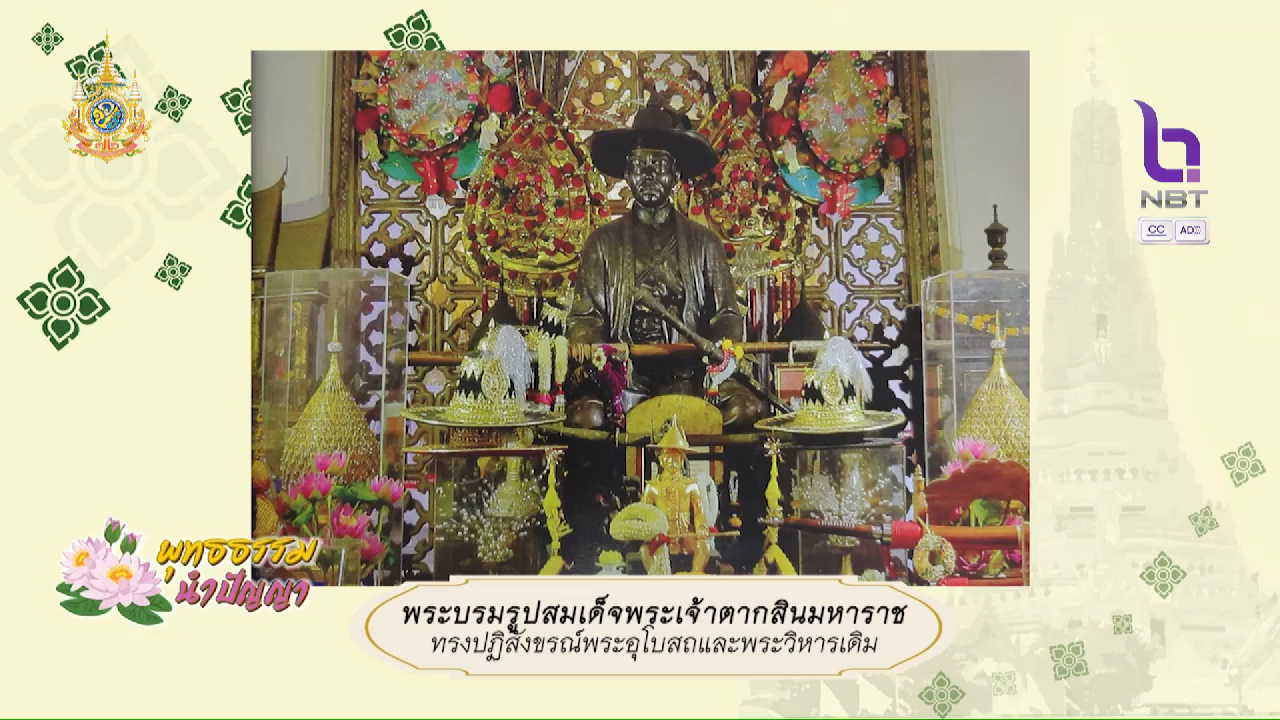 ๗๒
NBT
CC AD
พุทธธรรม
นำปัญญา
พระบรมรูปสมเด็จพระเจ้าตากสินมหาราช
ทรงปฏิสังขรณ์พระอุโบสถและพระวิหารเดิม